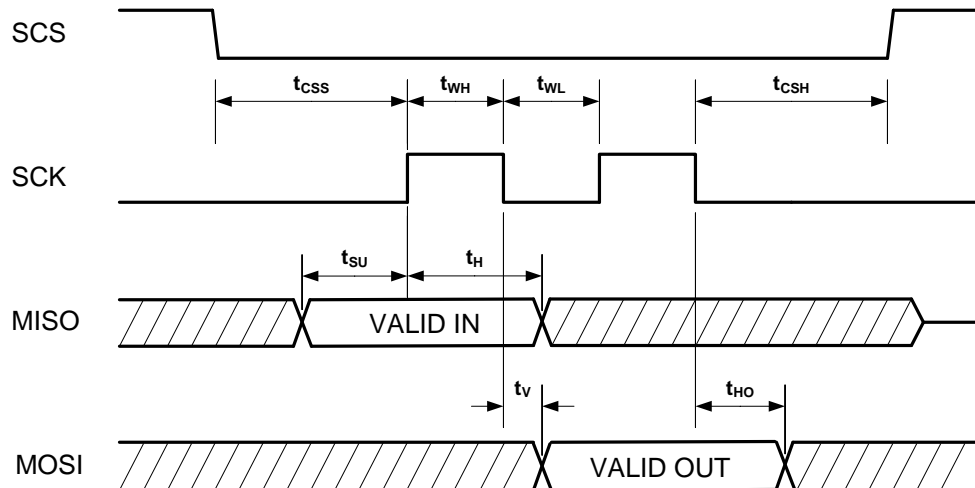 SCS
tCSS tWH tWL tCSH
SCK
tSU tH
MISO VALID IN
tV tHO
MOSI VALID OUT